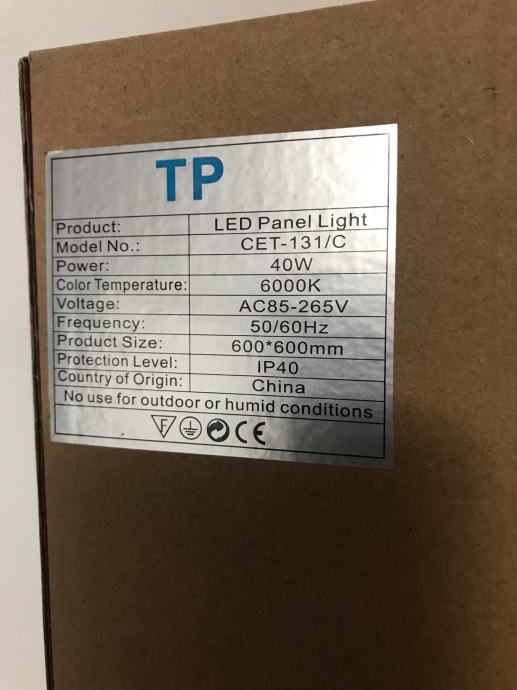 TP
Product: LED Panel Light
Model No.: CET-131/C
Power: 40W
Color Temperature: 6000K
Voltage: AC85-265V
Frequency: 50/60Hz
Product Size: 600*600mm
Protection Level: IP40
Country of Origin: China
No use for outdoor or humid conditions
F CE